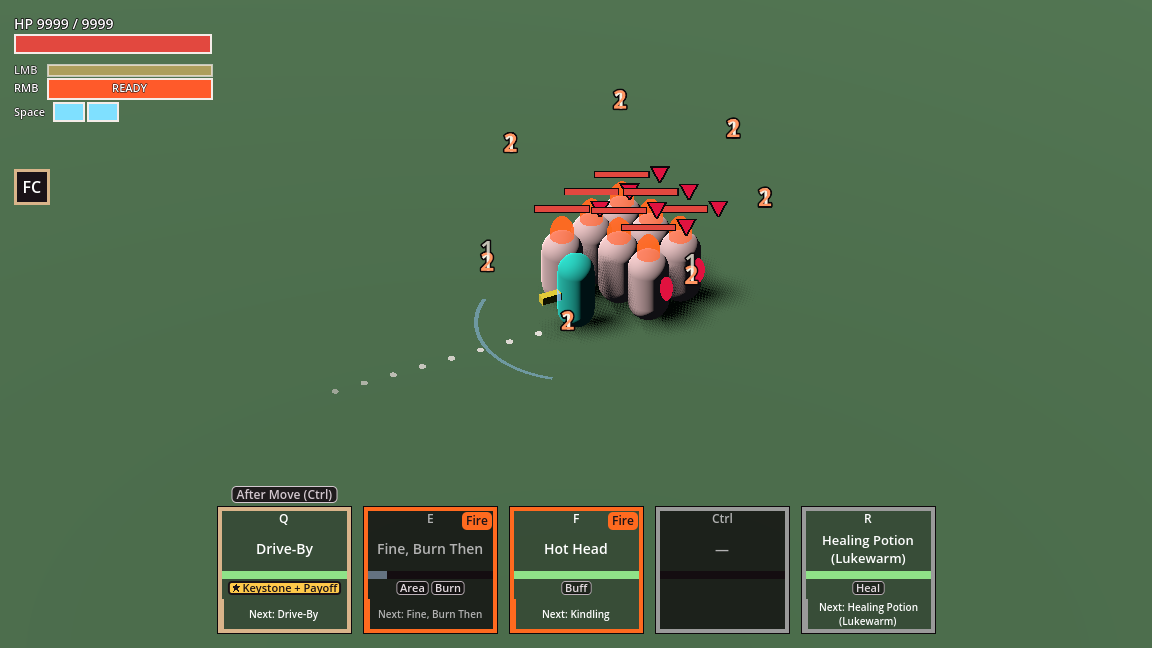 HP 9999 / 9999
LMB
RMB READY
Space
FC
2
2
2
2
1
2
1
2
2
After Move (Ctrl)
Q
Drive-By
★ Keystone + Payoff
Next: Drive-By
E
Fire
Fine, Burn Then
Area Burn
Next: Fine, Burn Then
F
Fire
Hot Head
Buff
Next: Kindling
Ctrl
—
R
Healing Potion
(Lukewarm)
Heal
Next: Healing Potion
(Lukewarm)